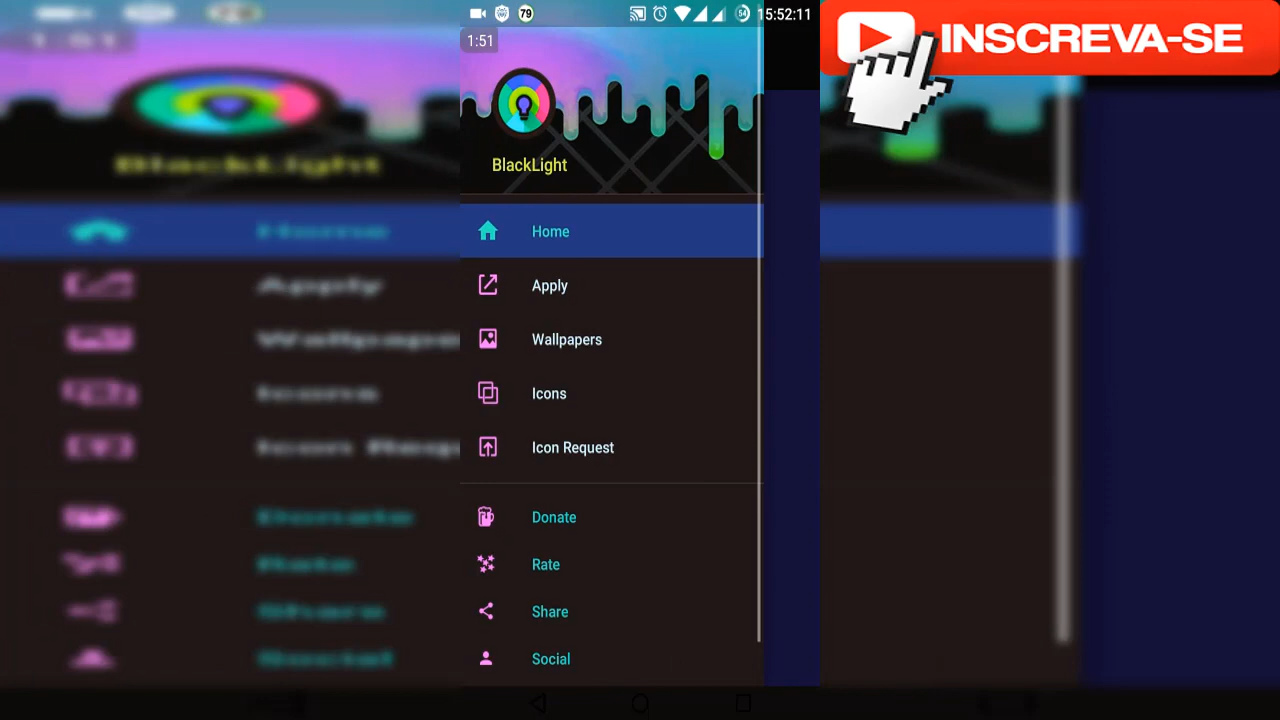 79
54
15:52:11
INSCREVA-SE
1:51
BlackLight
Home
Apply
Wallpapers
Icons
Icon Request
Donate
Rate
Share
Social